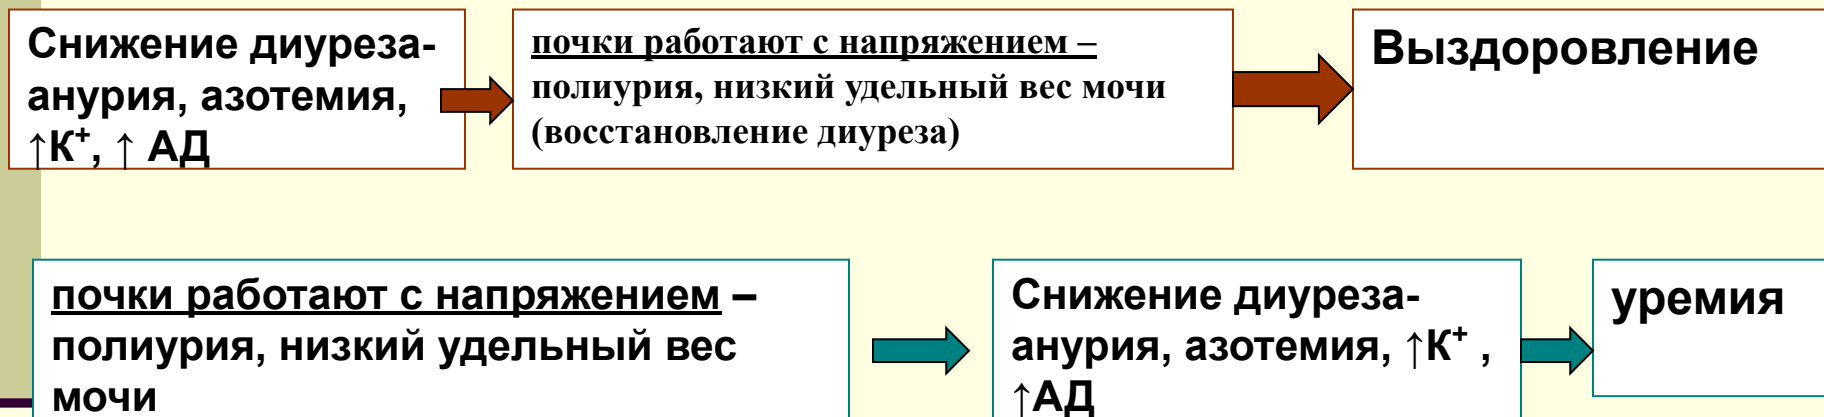 Снижение диуреза-
анурия, азотемия,
↑К⁺, ↑ АД
почки работают с напряжением –
полиурия, низкий удельный вес мочи
(восстановление диуреза)
Выздоровление
почки работают с напряжением –
полиурия, низкий удельный вес
мочи
Снижение диуреза-
анурия, азотемия, ↑К⁺ ,
↑АД
уремия